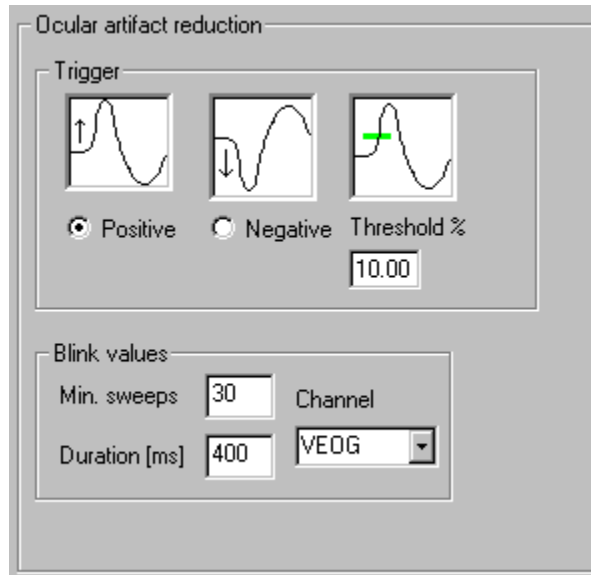 Ocular artifact reduction
Trigger
Positive
Negative
Threshold %
10.00
Blink values
Min. sweeps 30 Channel
Duration [ms] 400 VEOG